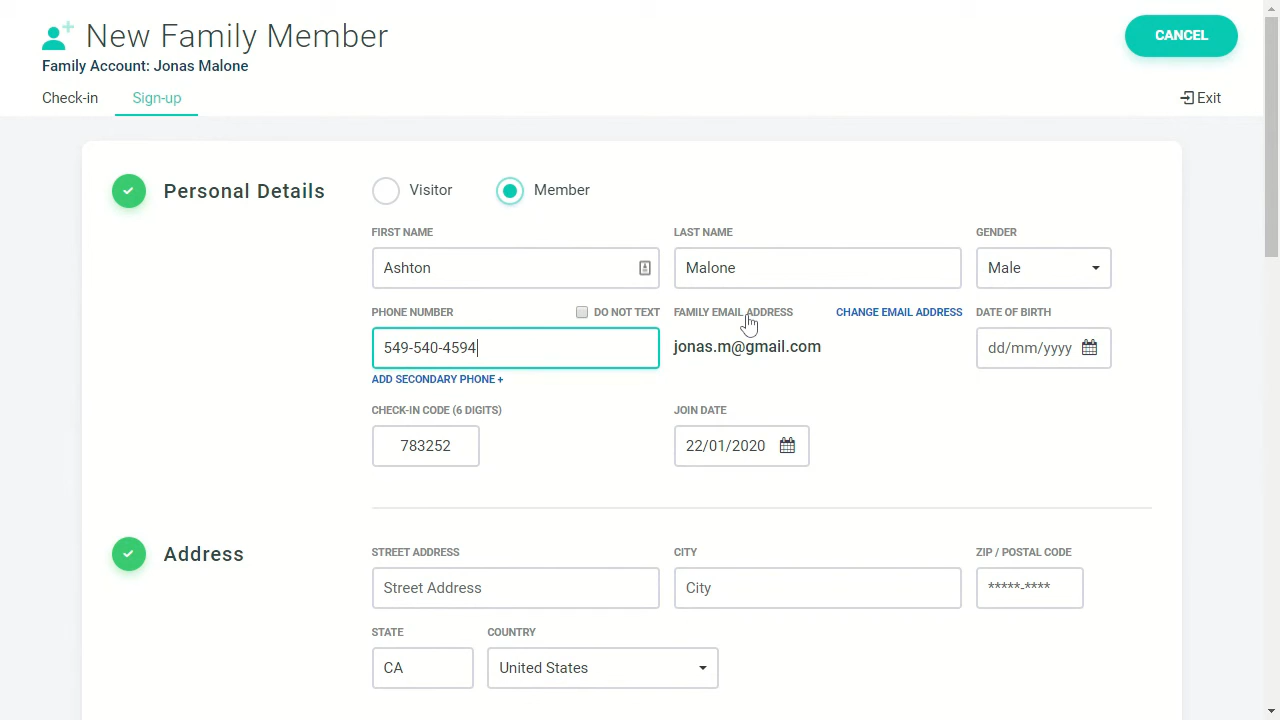 New Family Member
CANCEL
Family Account: Jonas Malone
Check-in Sign-up Exit
Personal Details
Visitor Member
FIRST NAME LAST NAME GENDER
Ashton Malone Male
PHONE NUMBER DO NOT TEXT FAMILY EMAIL ADDRESS CHANGE EMAIL ADDRESS DATE OF BIRTH
549-540-4594 jonas.m@gmail.com dd/mm/yyyy
ADD SECONDARY PHONE +
CHECK-IN CODE (6 DIGITS) JOIN DATE
783252 22/01/2020
Address
STREET ADDRESS CITY ZIP / POSTAL CODE
Street Address City *****-****
STATE COUNTRY
CA United States